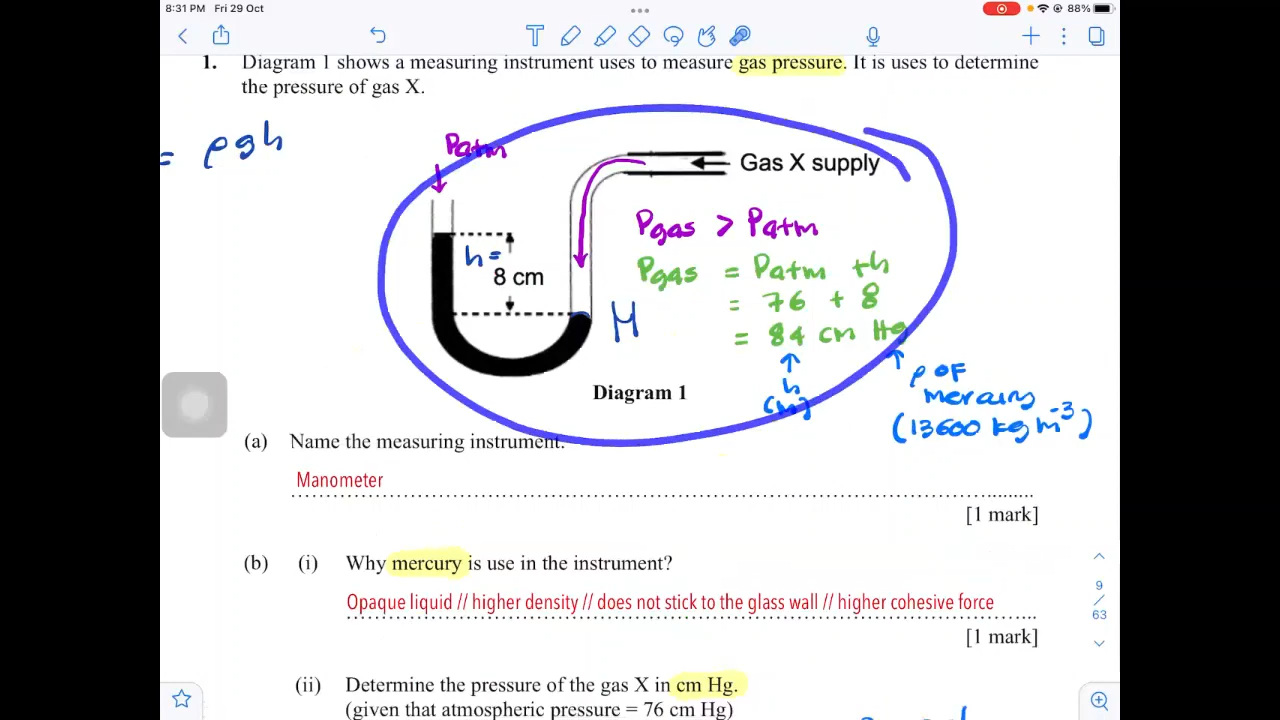 8:31 PM Fri 29 Oct
88%
1. Diagram 1 shows a measuring instrument uses to measure gas pressure. It is uses to determine
the pressure of gas X.
= ρgh
Patm
Gas X supply
Pgas > Patm
h =
8 cm
Pgas = Patm + h
= 76 + 8
= 84 cm Hg
M
h
(m)
ρ OF
mercury
(13600 kg m⁻³)
Diagram 1
(a) Name the measuring instrument.
Manometer
[1 mark]
(b) (i) Why mercury is use in the instrument?
Opaque liquid // higher density // does not stick to the glass wall // higher cohesive force
[1 mark]
9
/
63
(ii) Determine the pressure of the gas X in cm Hg.
(given that atmospheric pressure = 76 cm Hg)